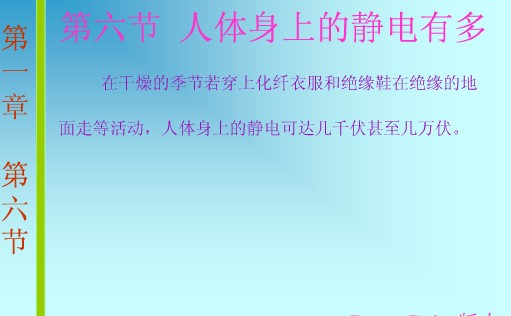 第六节 人体身上的静电有多
在干燥的季节若穿上化纤衣服和绝缘鞋在绝缘的地
面走等活动，人体身上的静电可达几千伏甚至几万伏。
第一章 第六节